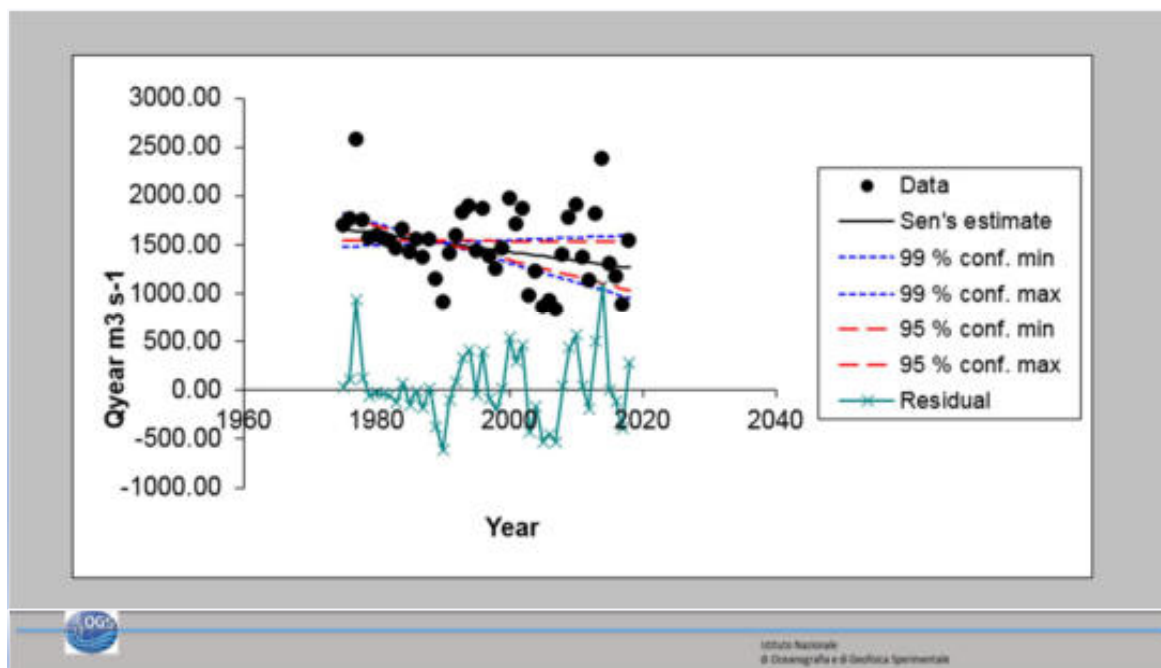 3000.00
2500.00
2000.00
1500.00
1000.00
500.00
0.00
-500.00
-1000.00
1960
1980
2000
2020
2040
Qyear m3 s-1
Year
Data
Sen's estimate
99 % conf. min
99 % conf. max
95 % conf. min
95 % conf. max
Residual
OGS
Istituto Nazionale
di Oceanografia e di Geofisica Sperimentale